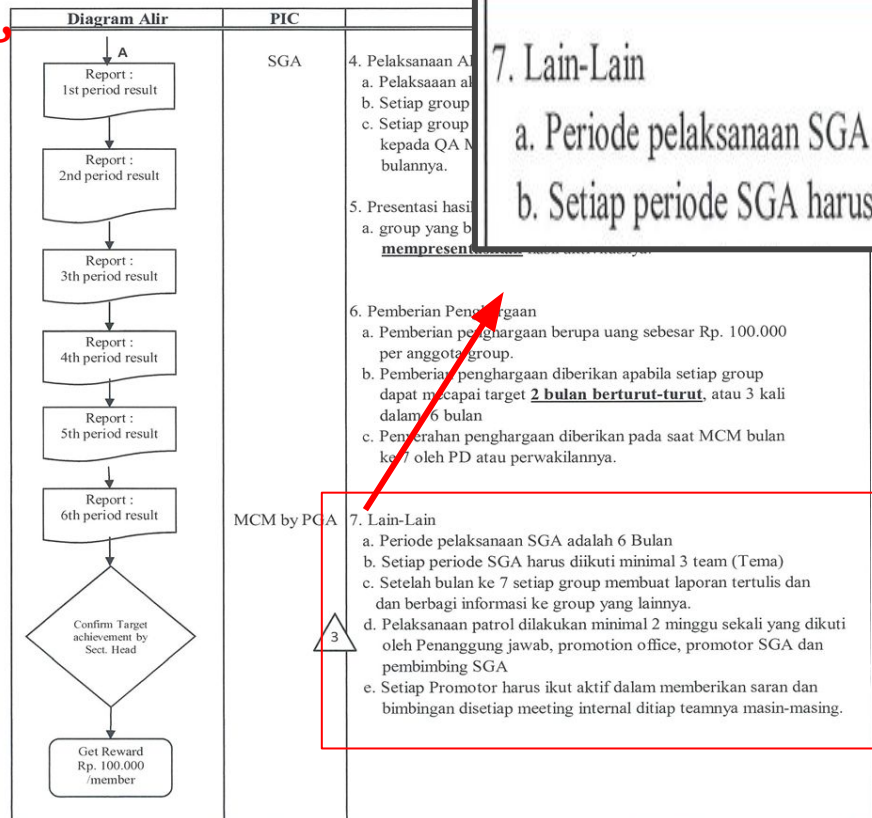 Diagram Alir
PIC
A
Report :
1st period result
Report :
2nd period result
Report :
3th period result
Report :
4th period result
Report :
5th period result
Report :
6th period result
Confirm Target
achievement by
Sect. Head
Get Reward
Rp. 100.000
/member
SGA
MCM by PGA
4. Pelaksanaan
a. Pelaksaaan
b. Setiap group
c. Setiap group
kepada QA
bulannya.
5. Presentasi
a. group yang
6. Pemberian Penghargaan
a. Pemberian penghargaan berupa uang sebesar Rp. 100.000
per anggota group.
b. Pemberian penghargaan diberikan apabila setiap group
dapat mecapai target 2 bulan berturut-turut, atau 3 kali
dalam 6 bulan
c. Penyerahan penghargaan diberikan pada saat MCM bulan
ke 7 oleh PD atau perwakilannya.
7. Lain-Lain
a. Periode pelaksanaan SGA adalah 6 Bulan
b. Setiap periode SGA harus diikuti minimal 3 team (Tema)
c. Setelah bulan ke 7 setiap group membuat laporan tertulis dan
dan berbagi informasi ke group yang lainnya.
d. Pelaksanaan patrol dilakukan minimal 2 minggu sekali yang dikuti
oleh Penanggung jawab, promotion office, promotor SGA dan
pembimbing SGA
e. Setiap Promotor harus ikut aktif dalam memberikan saran dan
bimbingan disetiap meeting internal ditiap teamnya masin-masing.
3
7. Lain-Lain
a. Periode pelaksanaan SGA
b. Setiap periode SGA harus